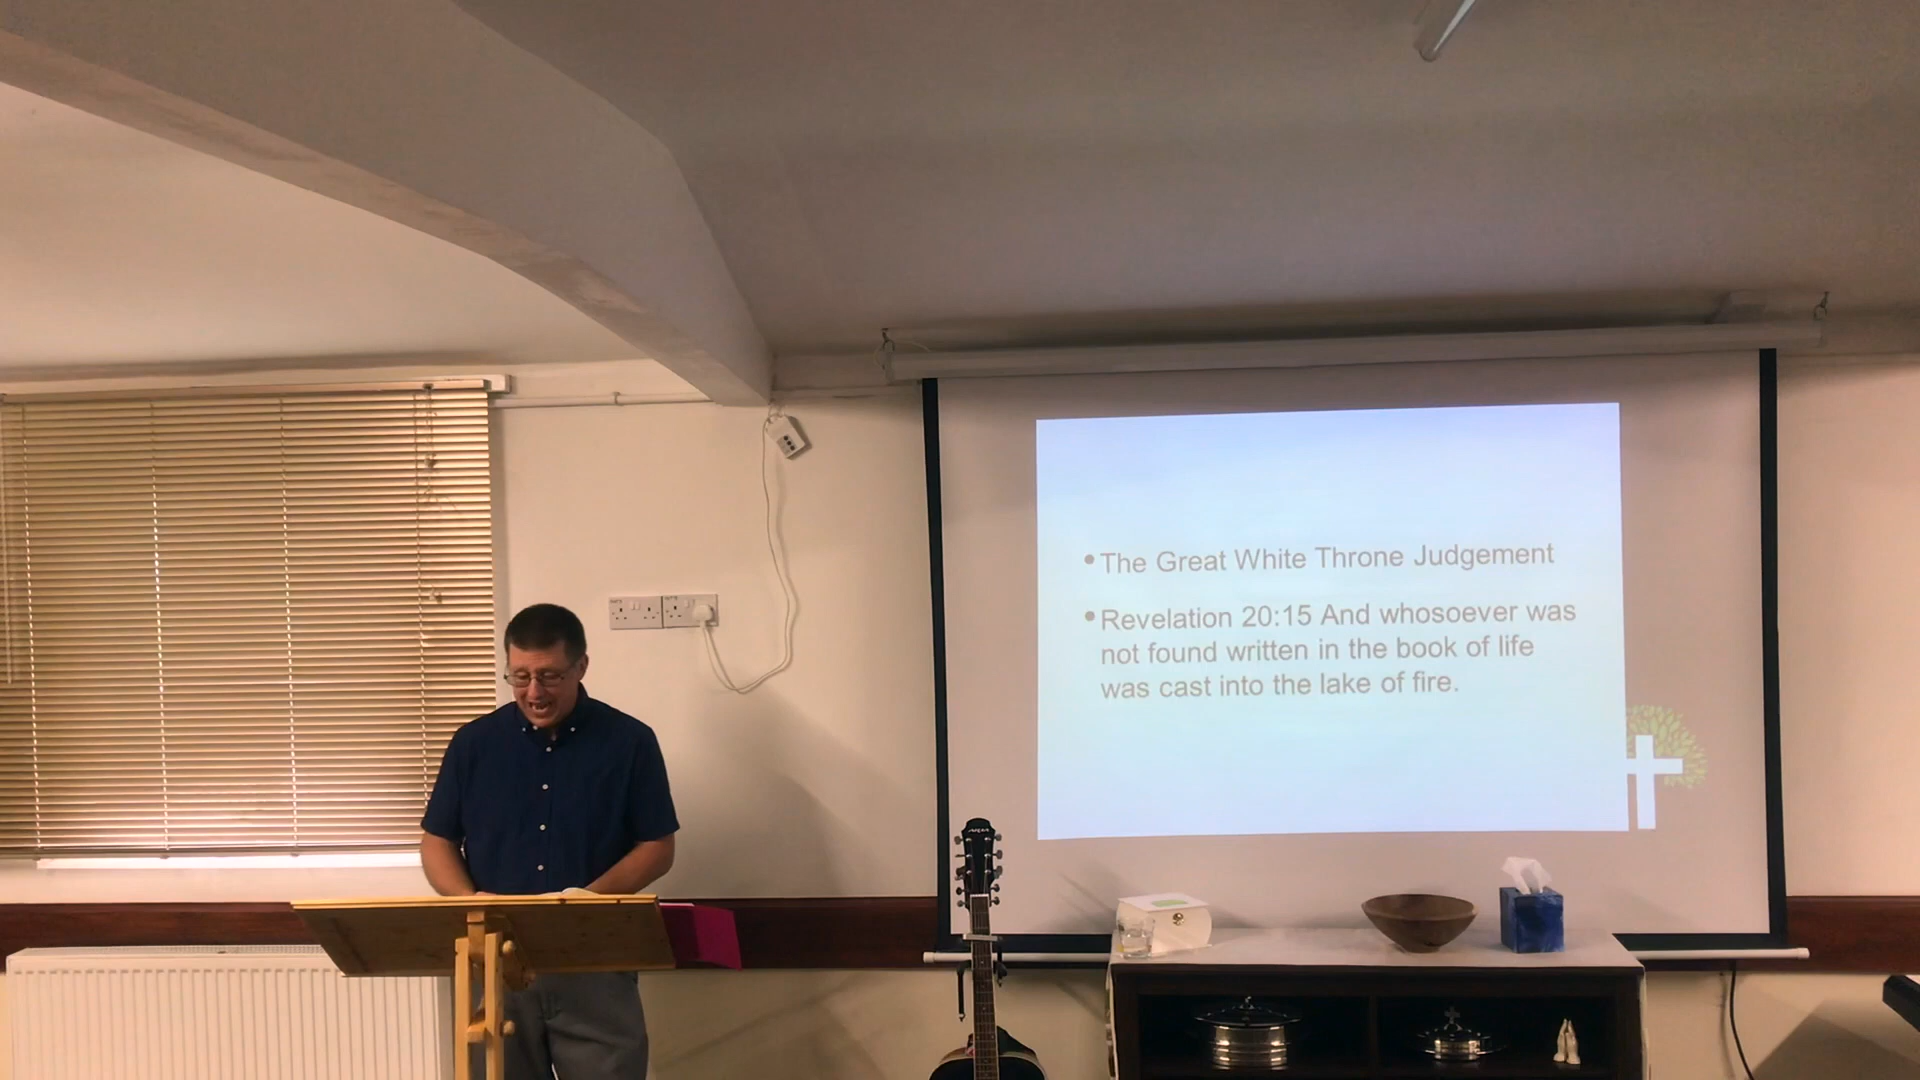 • The Great White Throne Judgement
• Revelation 20:15 And whosoever was
not found written in the book of life
was cast into the lake of fire.
ARIA